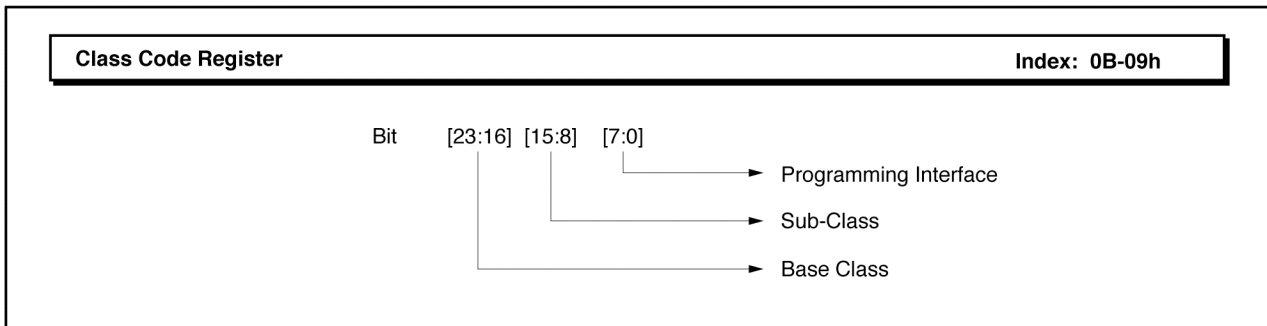 Class Code Register Index: 0B-09h
Bit [23:16] [15:8] [7:0]
Programming Interface
Sub-Class
Base Class